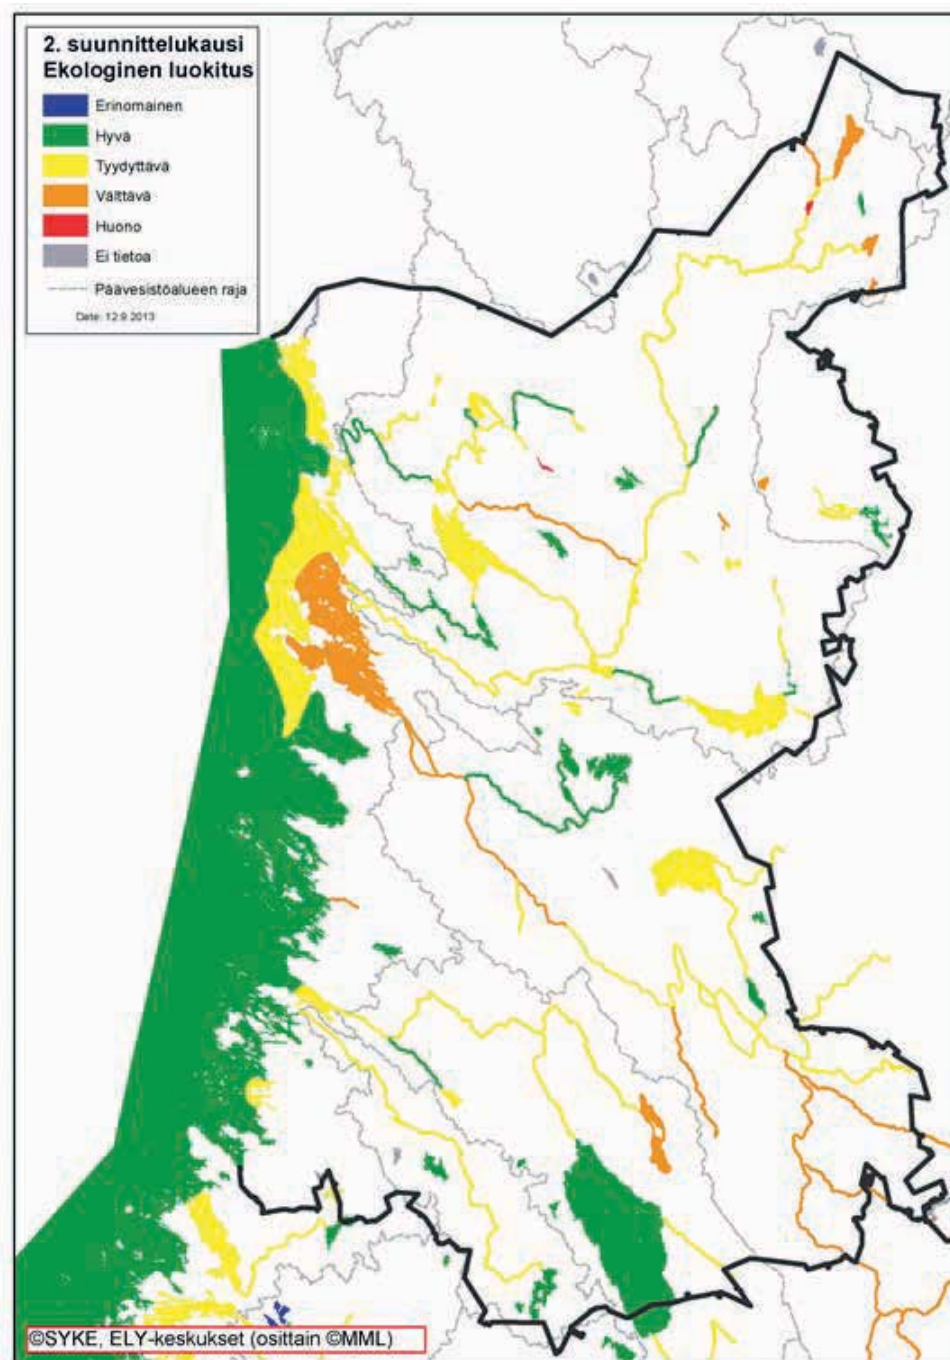 2. suunnittelukausi
Ekologinen luokitus
Erinomainen
Hyvä
Tyydyttävä
Välttävä
Huono
Ei tietoa
Päävesistöalueen raja
Date: 12.9.2013
©SYKE, ELY-keskukset (osittain ©MML)